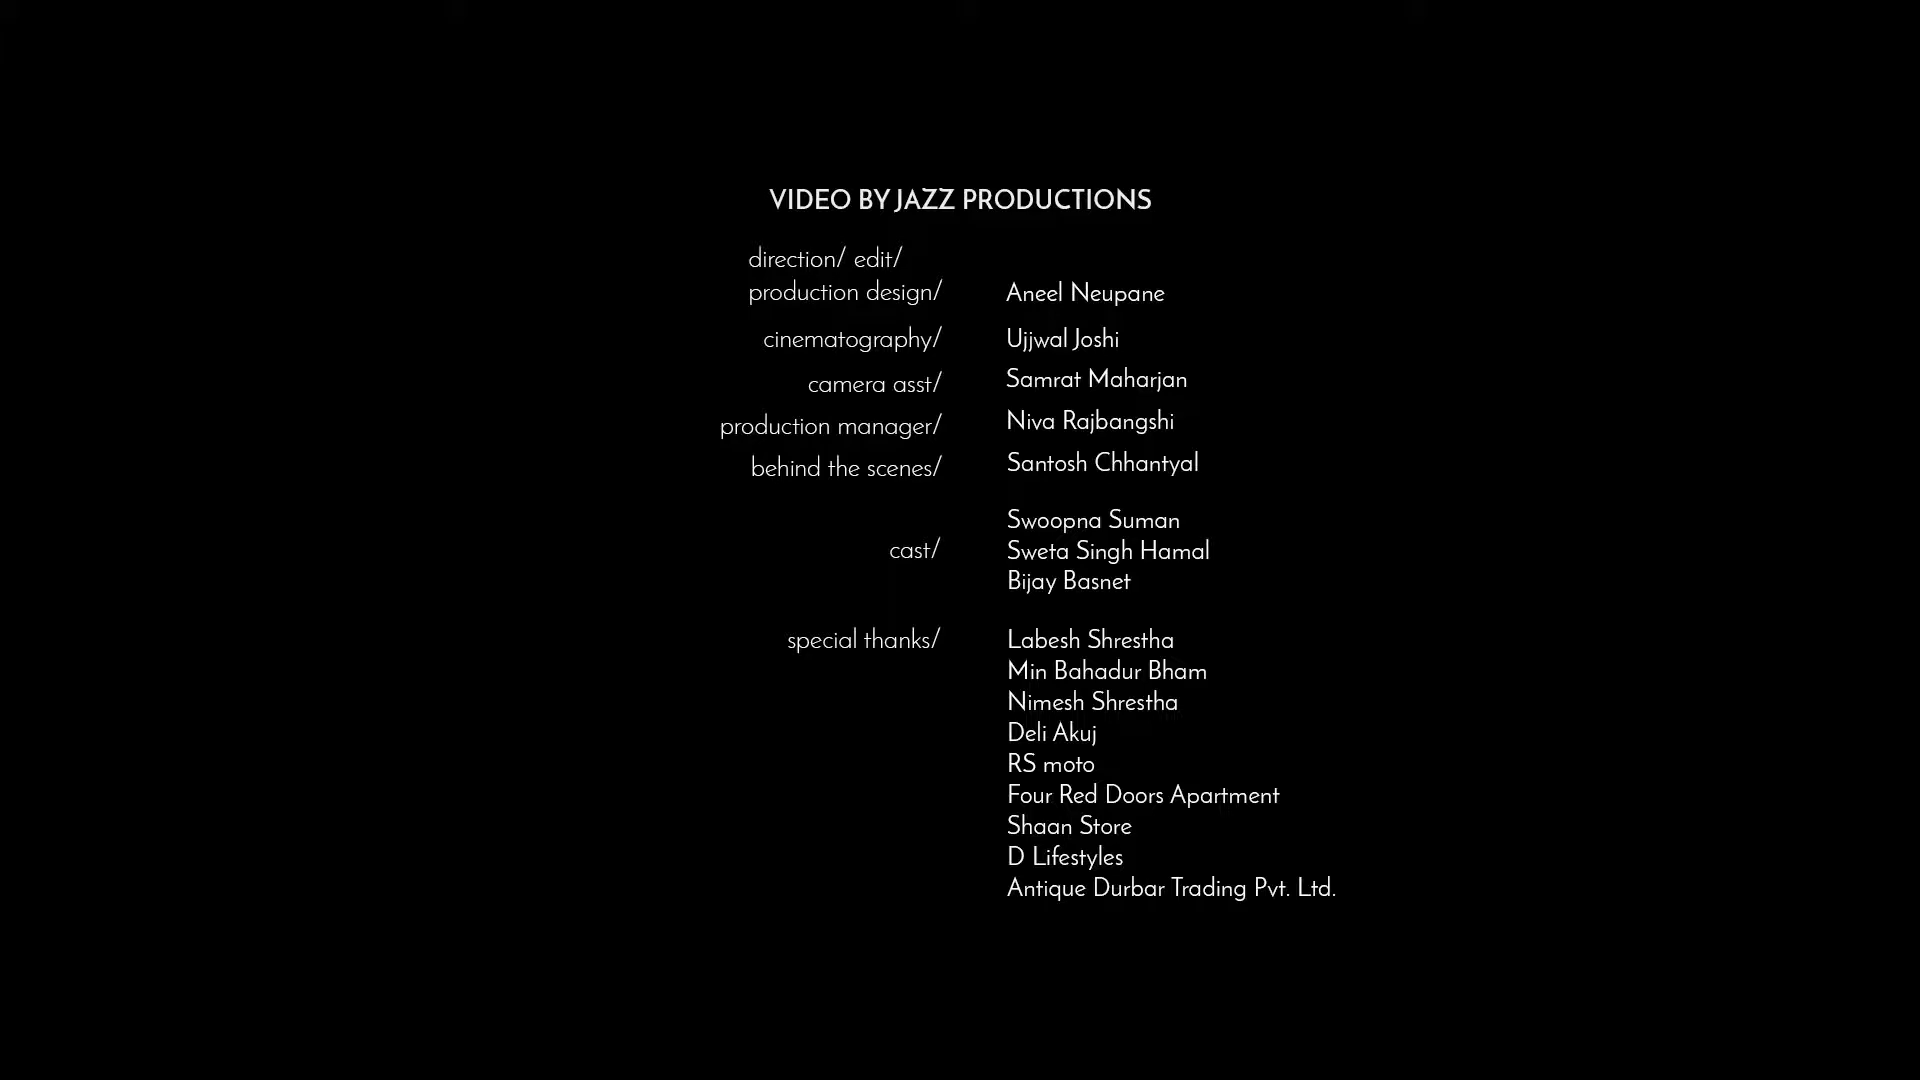 VIDEO BY JAZZ PRODUCTIONS
direction/ edit/
production design/ Aneel Neupane
cinematography/ Ujjwal Joshi
camera asst/ Samrat Maharjan
production manager/ Niva Rajbangshi
behind the scenes/ Santosh Chhantyal
Swoopna Suman
cast/ Sweta Singh Hamal
Bijay Basnet
special thanks/ Labesh Shrestha
Min Bahadur Bham
Nimesh Shrestha
Deli Akuj
RS moto
Four Red Doors Apartment
Shaan Store
D Lifestyles
Antique Durbar Trading Pvt. Ltd.